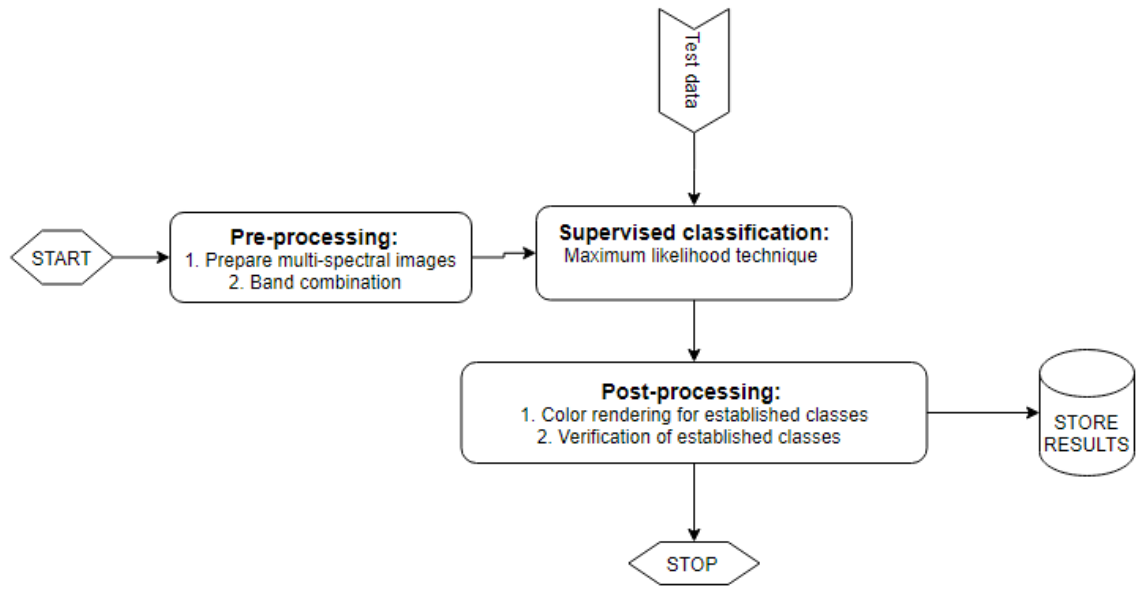 Test data
START
Pre-processing:
1. Prepare multi-spectral images
2. Band combination
Supervised classification:
Maximum likelihood technique
Post-processing:
1. Color rendering for established classes
2. Verification of established classes
STORE
RESULTS
STOP